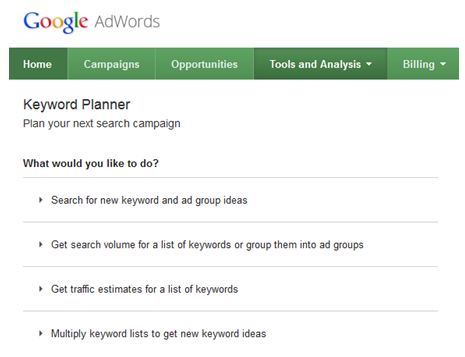 Google AdWords
Home Campaigns Opportunities Tools and Analysis Billing
Keyword Planner
Plan your next search campaign
What would you like to do?
Search for new keyword and ad group ideas
Get search volume for a list of keywords or group them into ad groups
Get traffic estimates for a list of keywords
Multiply keyword lists to get new keyword ideas